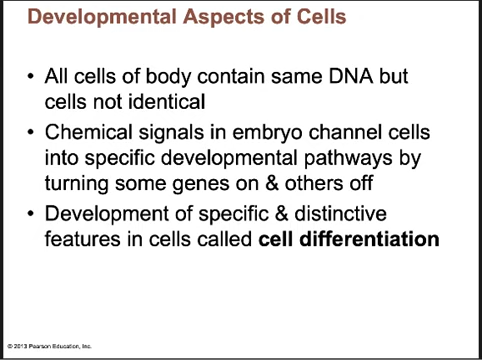 Developmental Aspects of Cells
• All cells of body contain same DNA but
cells not identical
• Chemical signals in embryo channel cells
into specific developmental pathways by
turning some genes on & others off
• Development of specific & distinctive
features in cells called cell differentiation
© 2013 Pearson Education, Inc.